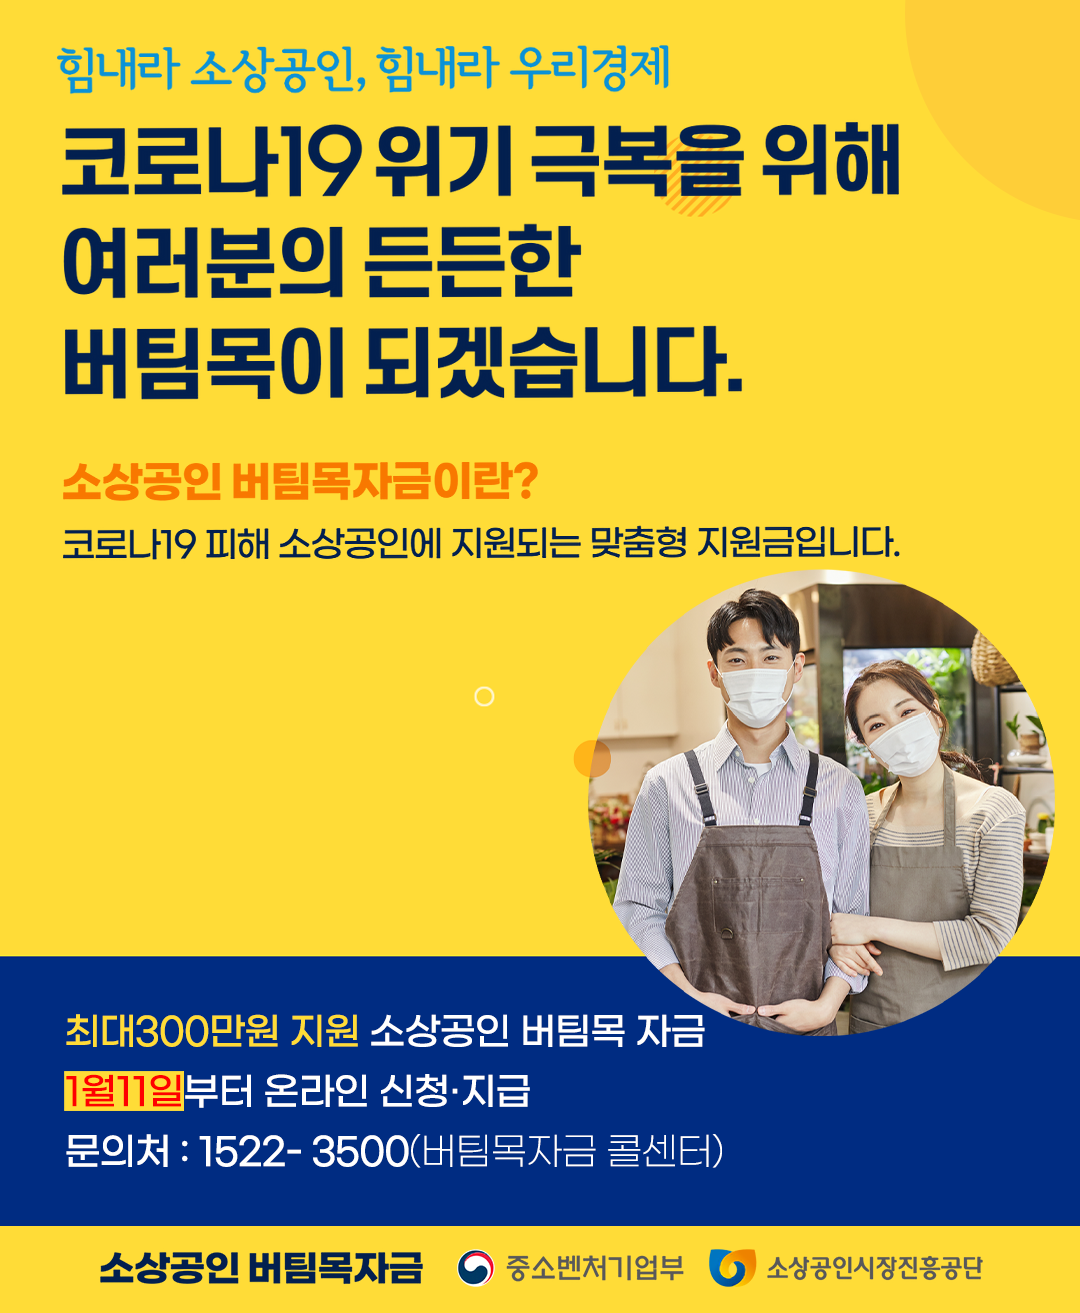 힘내라 소상공인, 힘내라 우리경제
코로나19 위기 극복을 위해
여러분의 든든한
버팀목이 되겠습니다.
소상공인 버팀목자금이란?
코로나19 피해 소상공인에 지원되는 맞춤형 지원금입니다.
최대300만원 지원 소상공인 버팀목 자금
1월11일부터 온라인 신청·지급
문의처 : 1522- 3500(버팀목자금 콜센터)
소상공인 버팀목자금 중소벤처기업부 소상공인시장진흥공단